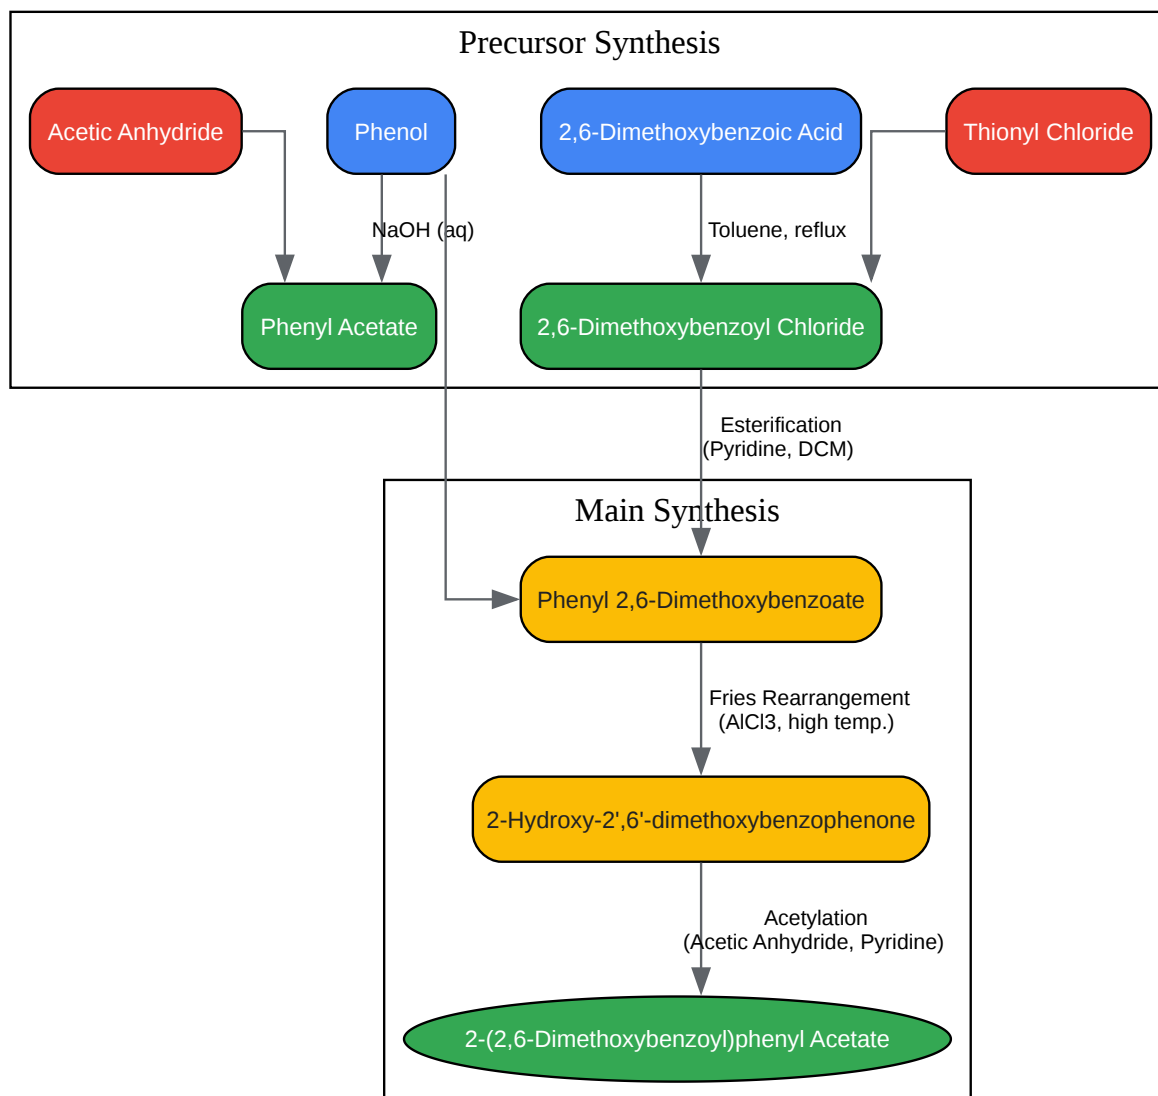 Precursor Synthesis
Acetic Anhydride
Phenol
2,6-Dimethoxybenzoic Acid
Thionyl Chloride
NaOH (aq)
Toluene, reflux
Phenyl Acetate
2,6-Dimethoxybenzoyl Chloride
Esterification
(Pyridine, DCM)
Main Synthesis
Phenyl 2,6-Dimethoxybenzoate
Fries Rearrangement
(AlCl3, high temp.)
2-Hydroxy-2',6'-dimethoxybenzophenone
Acetylation
(Acetic Anhydride, Pyridine)
2-(2,6-Dimethoxybenzoyl)phenyl Acetate